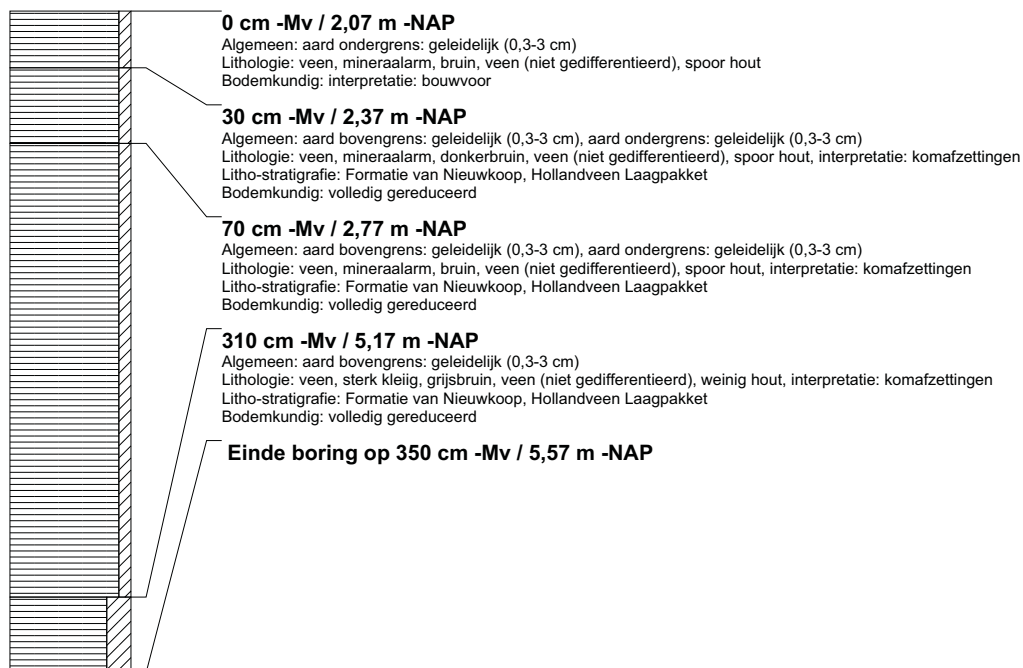 0 cm -Mv / 2,07 m -NAP
Algemeen: aard ondergrens: geleidelijk (0,3-3 cm)
Lithologie: veen, mineraalarm, bruin, veen (niet gedifferentieerd), spoor hout
Bodemkundig: interpretatie: bouwvoor
30 cm -Mv / 2,37 m -NAP
Algemeen: aard bovengrens: geleidelijk (0,3-3 cm), aard ondergrens: geleidelijk (0,3-3 cm)
Lithologie: veen, mineraalarm, donkerbruin, veen (niet gedifferentieerd), spoor hout, interpretatie: komafzettingen
Litho-stratigrafie: Formatie van Nieuwkoop, Hollandveen Laagpakket
Bodemkundig: volledig gereduceerd
70 cm -Mv / 2,77 m -NAP
Algemeen: aard bovengrens: geleidelijk (0,3-3 cm), aard ondergrens: geleidelijk (0,3-3 cm)
Lithologie: veen, mineraalarm, bruin, veen (niet gedifferentieerd), spoor hout, interpretatie: komafzettingen
Litho-stratigrafie: Formatie van Nieuwkoop, Hollandveen Laagpakket
Bodemkundig: volledig gereduceerd
310 cm -Mv / 5,17 m -NAP
Algemeen: aard bovengrens: geleidelijk (0,3-3 cm)
Lithologie: veen, sterk kleiig, grijsbruin, veen (niet gedifferentieerd), weinig hout, interpretatie: komafzettingen
Litho-stratigrafie: Formatie van Nieuwkoop, Hollandveen Laagpakket
Bodemkundig: volledig gereduceerd
Einde boring op 350 cm -Mv / 5,57 m -NAP